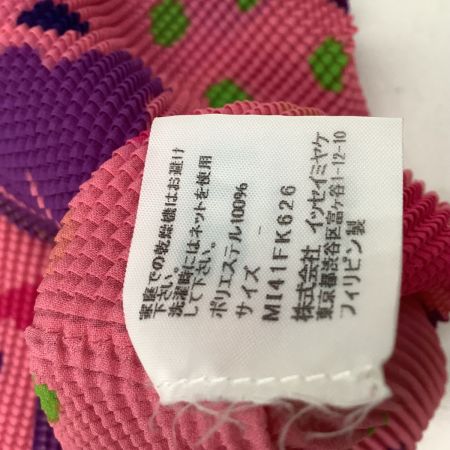 家庭での乾燥機はお避け
下さい。
洗濯時にはネットを使用
して下さい。
ポリエステル100%
サイズ -
MI41FK626
株式会社 イッセイミヤケ
東京都渋谷区富ヶ谷1-12-10
フィリピン製